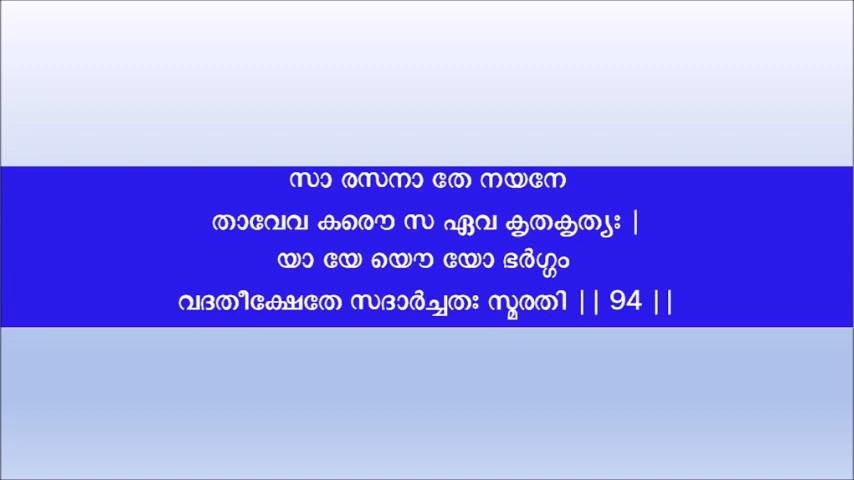 സാ രസനാ തേ നയനേ
താവേവ കരൌ സ ഏവ കൃതകൃത്യഃ |
യാ യേ യൌ യോ ഭർഗ്ഗം
വദതീക്ഷേതേ സദാർച്ചതഃ സ്മരതി || 94 ||